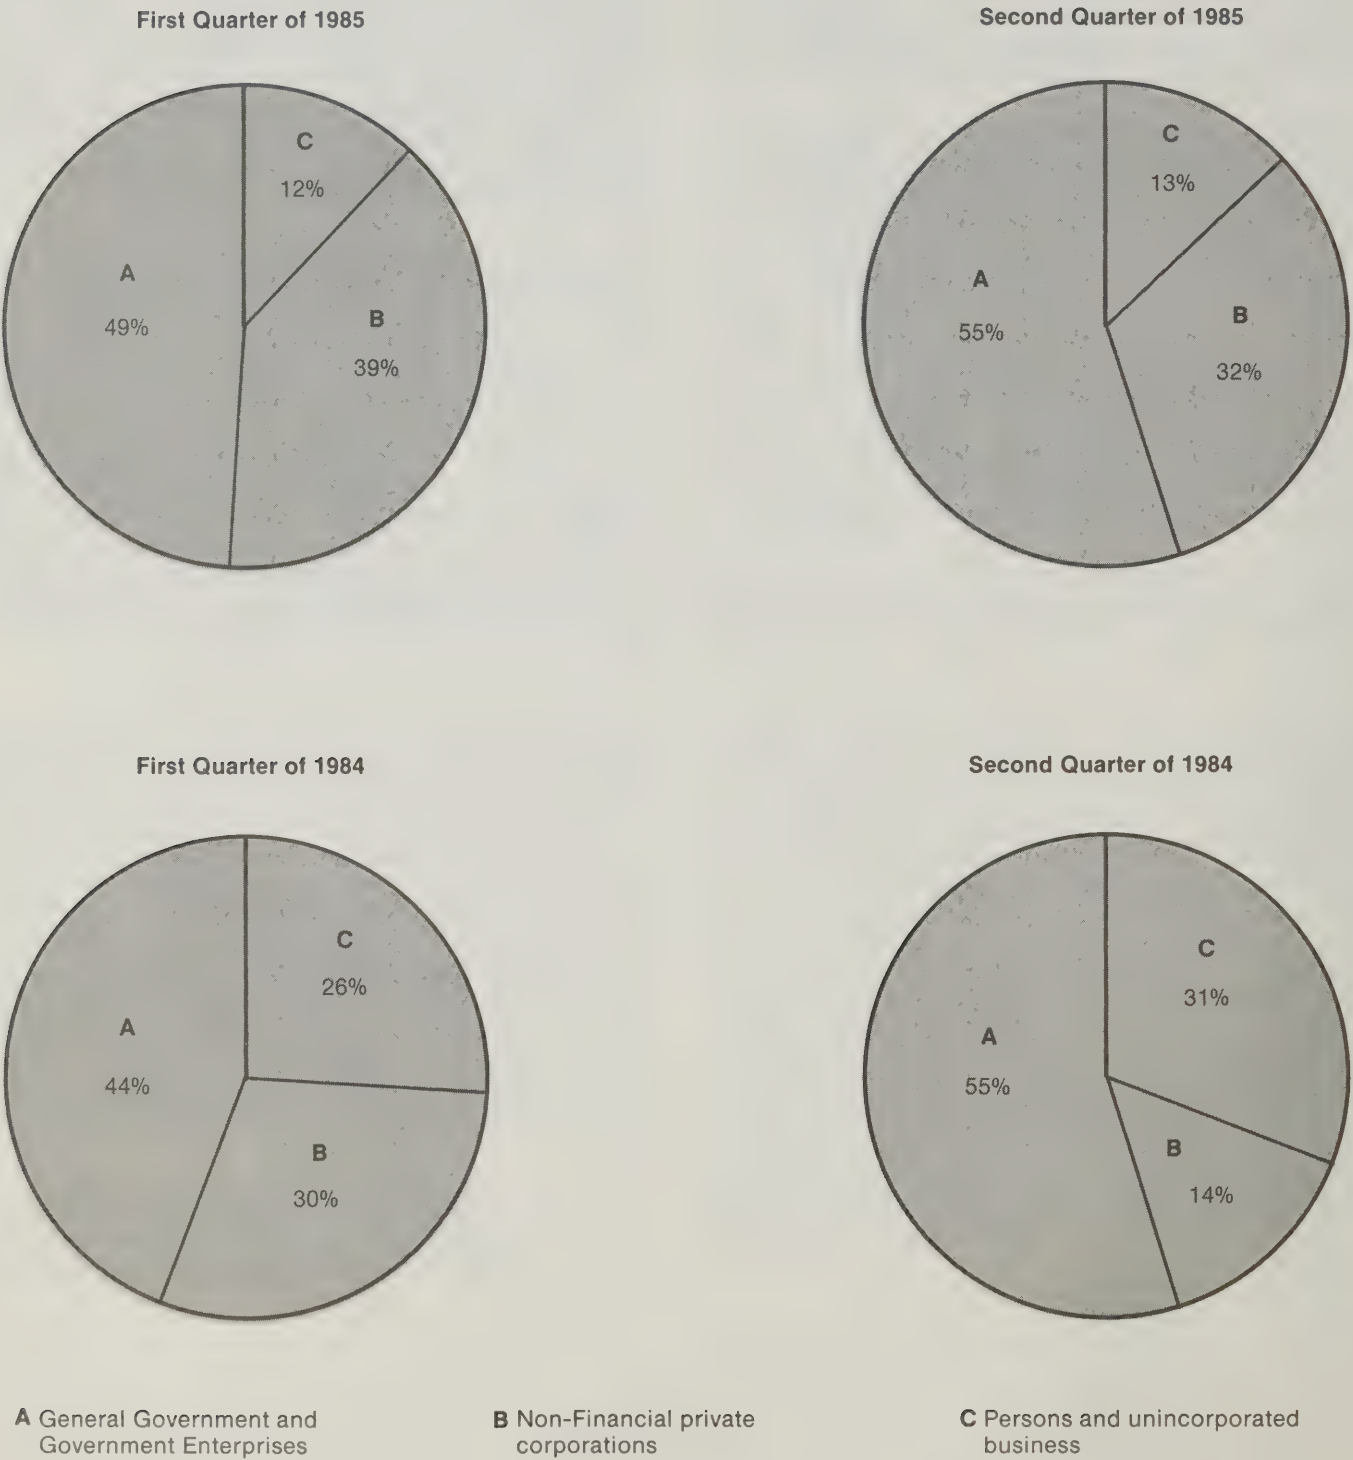 First Quarter of 1985
Second Quarter of 1985
C
12%
A
49%
B
39%
C
13%
A
55%
B
32%
First Quarter of 1984
Second Quarter of 1984
C
26%
A
44%
B
30%
C
31%
A
55%
B
14%
A General Government and
Government Enterprises
B Non-Financial private
corporations
C Persons and unincorporated
business